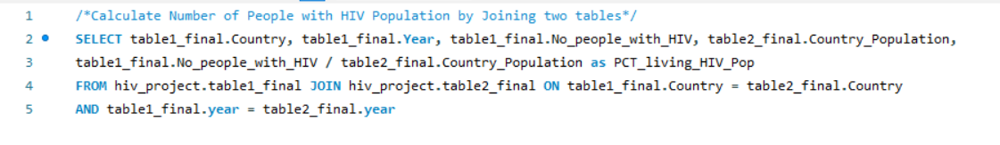 1 /*Calculate Number of People with HIV Population by Joining two tables*/
2 SELECT table1_final.Country, table1_final.Year, table1_final.No_people_with_HIV, table2_final.Country_Population,
3 table1_final.No_people_with_HIV / table2_final.Country_Population as PCT_living_HIV_Pop
4 FROM hiv_project.table1_final JOIN hiv_project.table2_final ON table1_final.Country = table2_final.Country
5 AND table1_final.year = table2_final.year